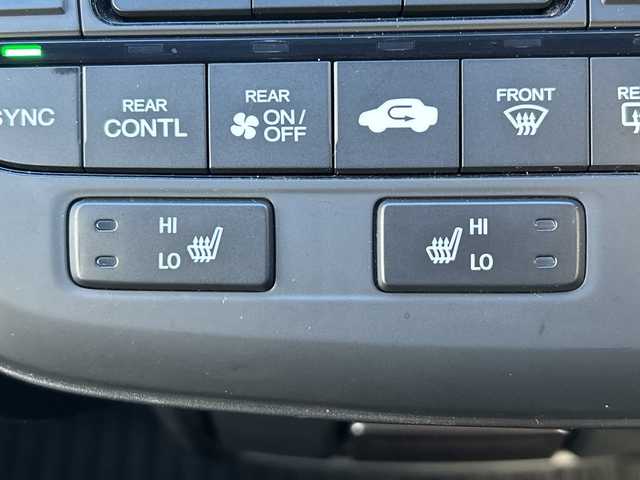 SYNC
REAR
CONTL
REAR
ON/
OFF
FRONT
HI
LO
HI
LO